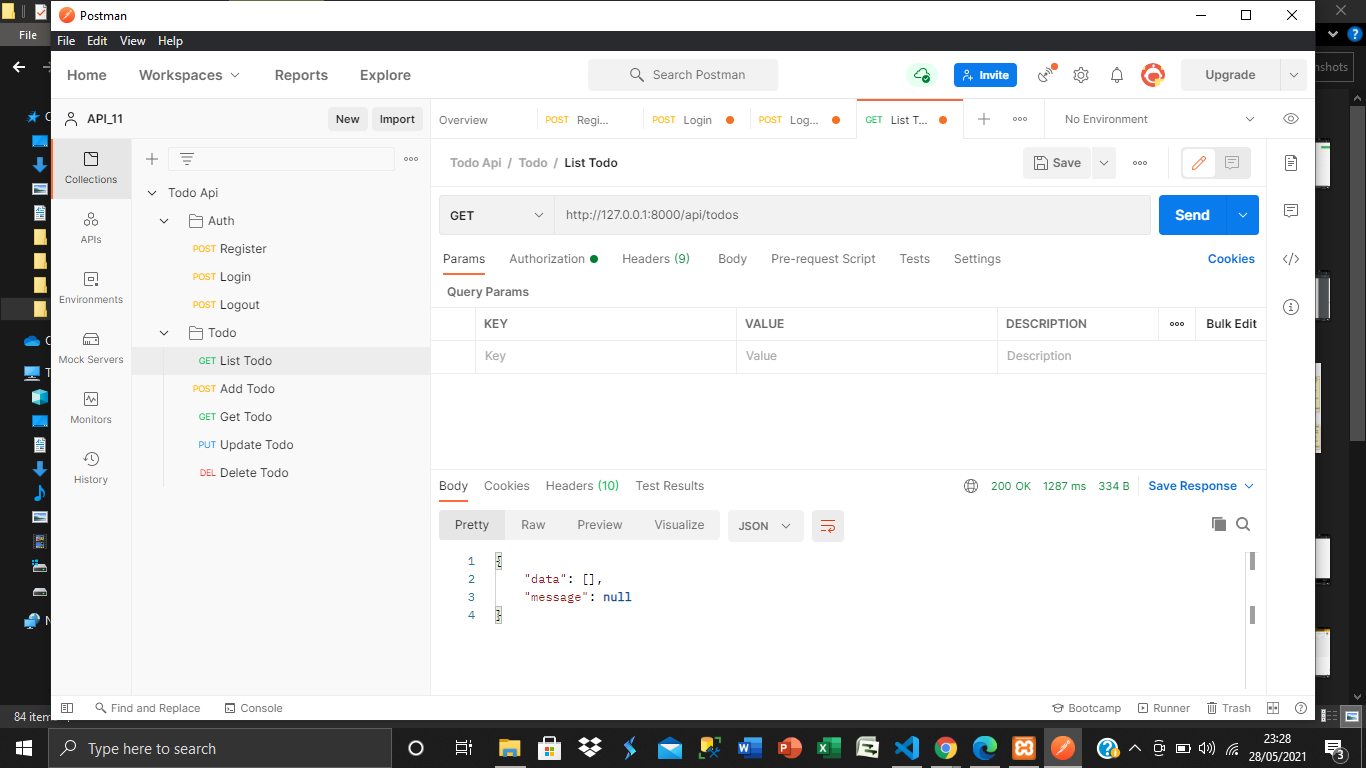 Postman
File
File Edit View Help
Home Workspaces Reports Explore Search Postman Invite Upgrade
API_11 New Import Overview POST Regi... POST Login POST Log... GET List T... No Environment
Collections
Todo Api / Todo / List Todo Save
Todo Api
GET http://127.0.0.1:8000/api/todos Send
Auth
APIs
POST Register
Params Authorization Headers (9) Body Pre-request Script Tests Settings Cookies
POST Login
Query Params
Environments
POST Logout
KEY VALUE DESCRIPTION Bulk Edit
Todo
Mock Servers
GET List Todo
Key Value Description
POST Add Todo
Monitors
GET Get Todo
PUT Update Todo
DEL Delete Todo
History
Body Cookies Headers (10) Test Results 200 OK 1287 ms 334 B Save Response
Pretty Raw Preview Visualize JSON
1 {
2 "data": [],
3 "message": null
4 }
Find and Replace Console Bootcamp Runner Trash
84 item
Type here to search
23:28
28/05/2021
3